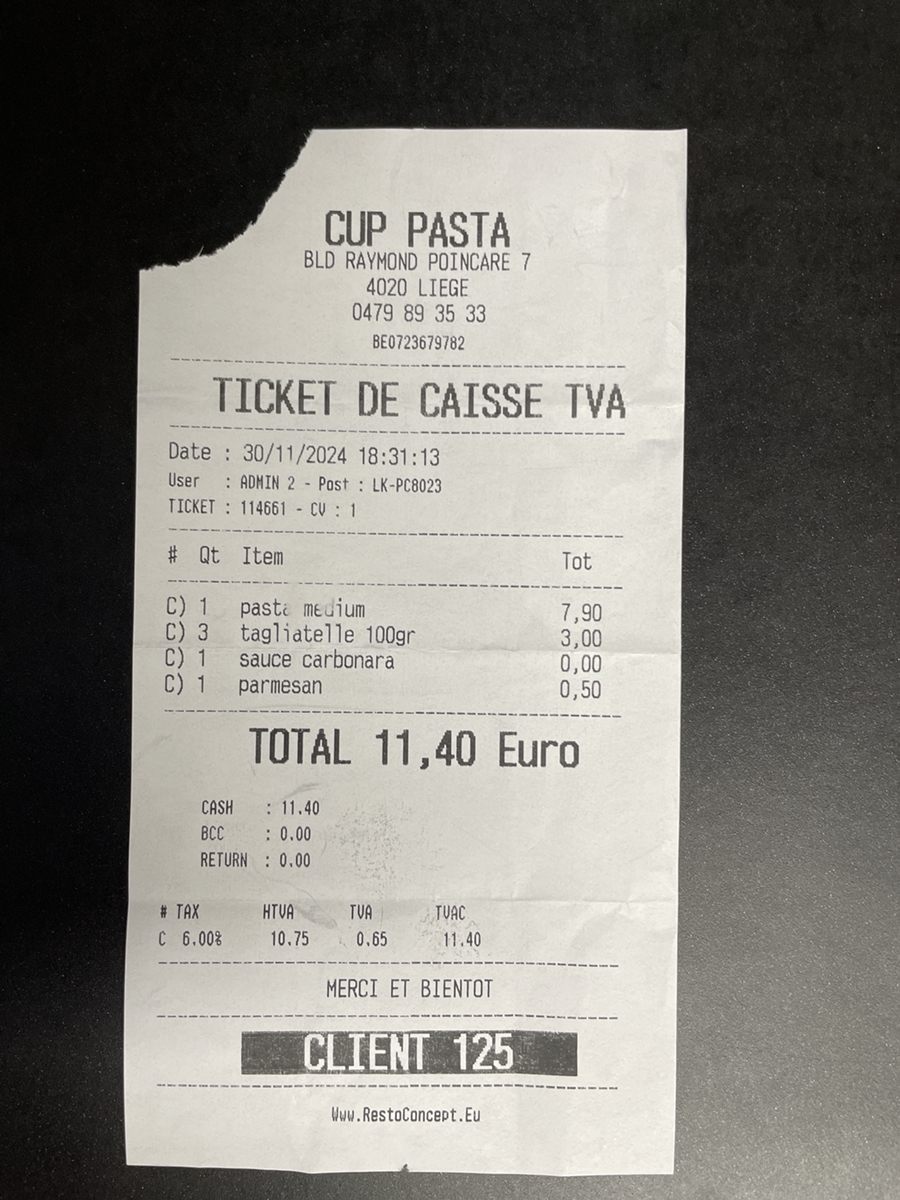 CUP PASTA
BLD RAYMOND POINCARE 7
4020 LIEGE
0479 89 35 33
BE0723679782
TICKET DE CAISSE TVA
Date : 30/11/2024 18:31:13
User : ADMIN 2 - Post : LK-PC8023
TICKET : 114661 - CV : 1
# Qt Item Tot
C) 1 pasta medium 7,90
C) 3 tagliatelle 100gr 3,00
C) 1 sauce carbonara 0,00
C) 1 parmesan 0,50
TOTAL 11,40 Euro
CASH : 11.40
BCC : 0.00
RETURN : 0.00
# TAX HTVA TVA TVAC
C 6.00% 10.75 0.65 11.40
MERCI ET BIENTOT
CLIENT 125
Www.RestoConcept.Eu